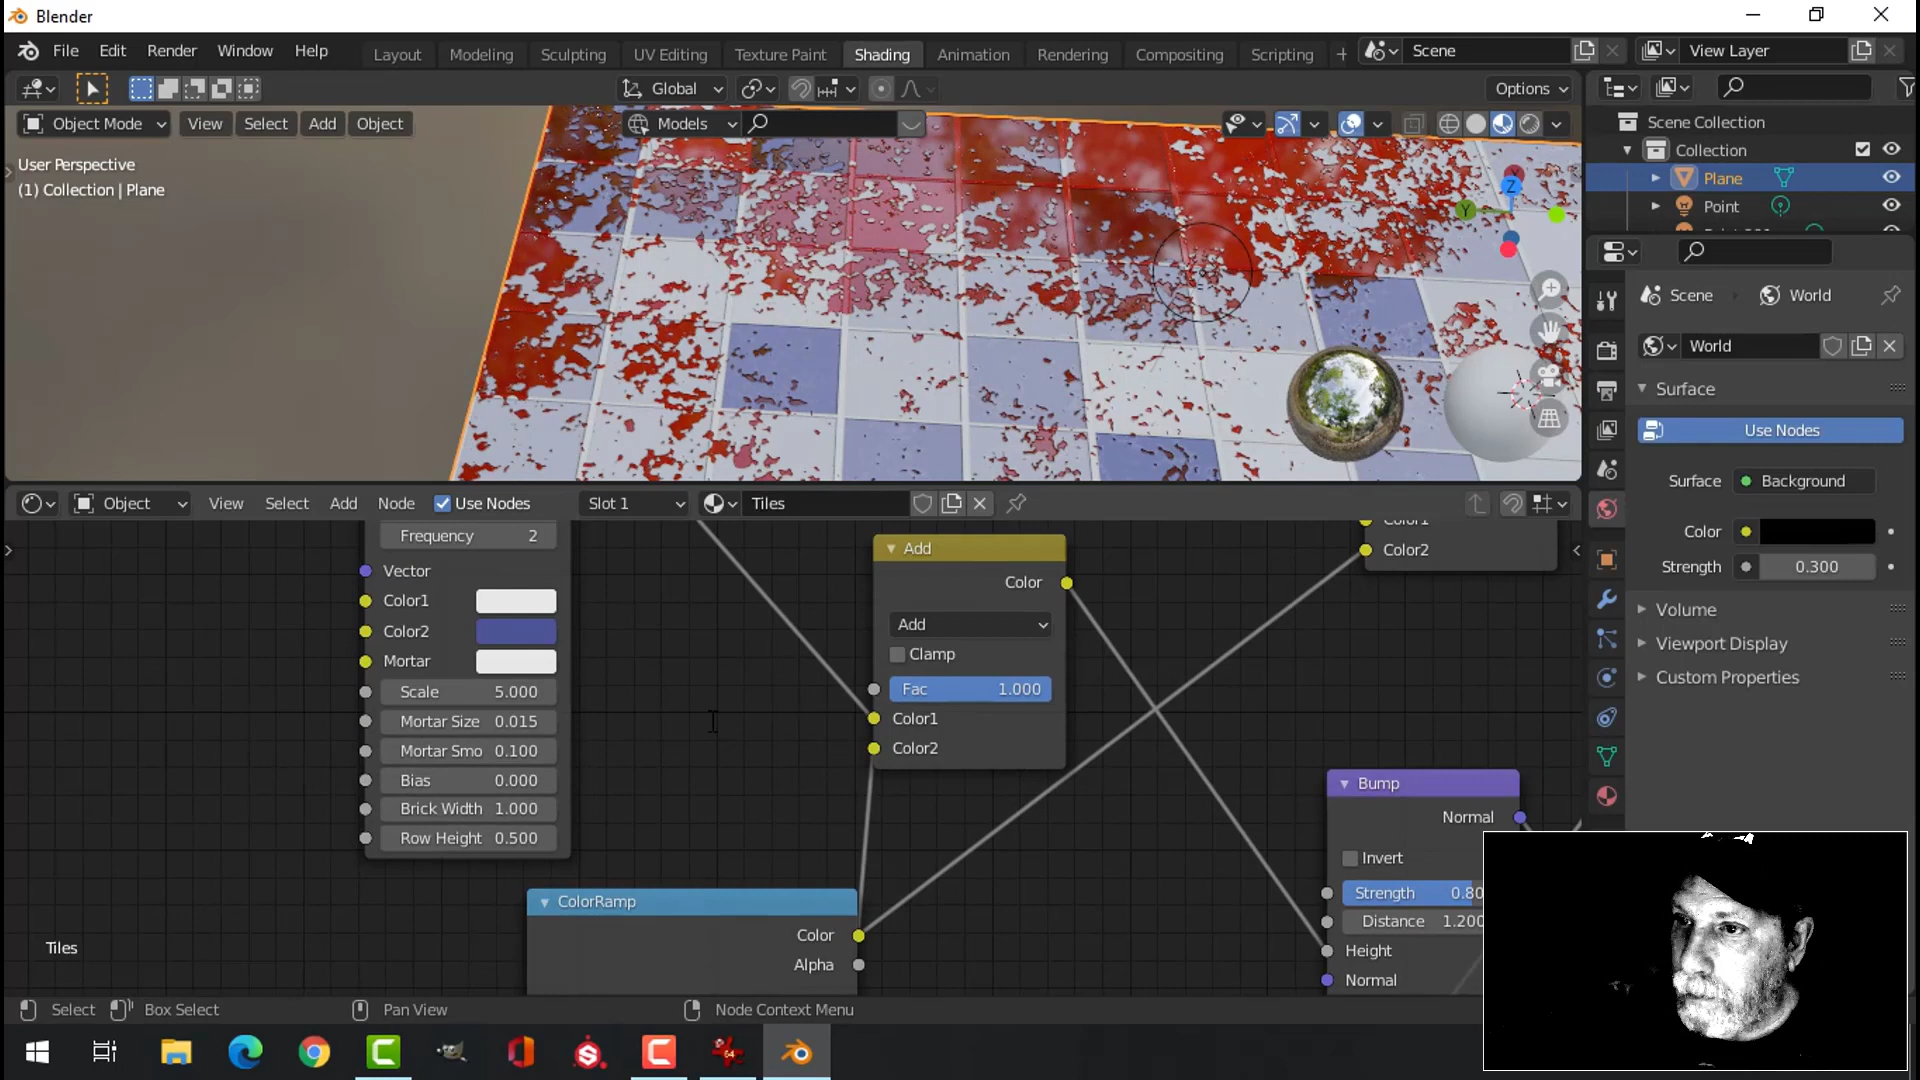 Blender
File Edit Render Window Help
Layout Modeling Sculpting UV Editing Texture Paint Shading Animation Rendering Compositing Scripting +
Scene
View Layer
Global
Options
Object Mode View Select Add Object
Models
User Perspective
(1) Collection | Plane
X
Y
Z
Scene Collection
Collection
Plane
Point
Scene World
World
Surface
Use Nodes
Surface Background
Color
Strength 0.300
Volume
Viewport Display
Custom Properties
Object View Select Add Node Use Nodes Slot 1 Tiles
Frequency 2
Vector
Color1
Color2
Mortar
Scale 5.000
Mortar Size 0.015
Mortar Smo 0.100
Bias 0.000
Brick Width 1.000
Row Height 0.500
Add
Color
Add
Clamp
Fac 1.000
Color1
Color2
Color1
Color2
ColorRamp
Color
Alpha
Bump
Normal
Invert
Strength 0.80
Distance 1.200
Height
Normal
Tiles
Select Box Select Pan View Node Context Menu